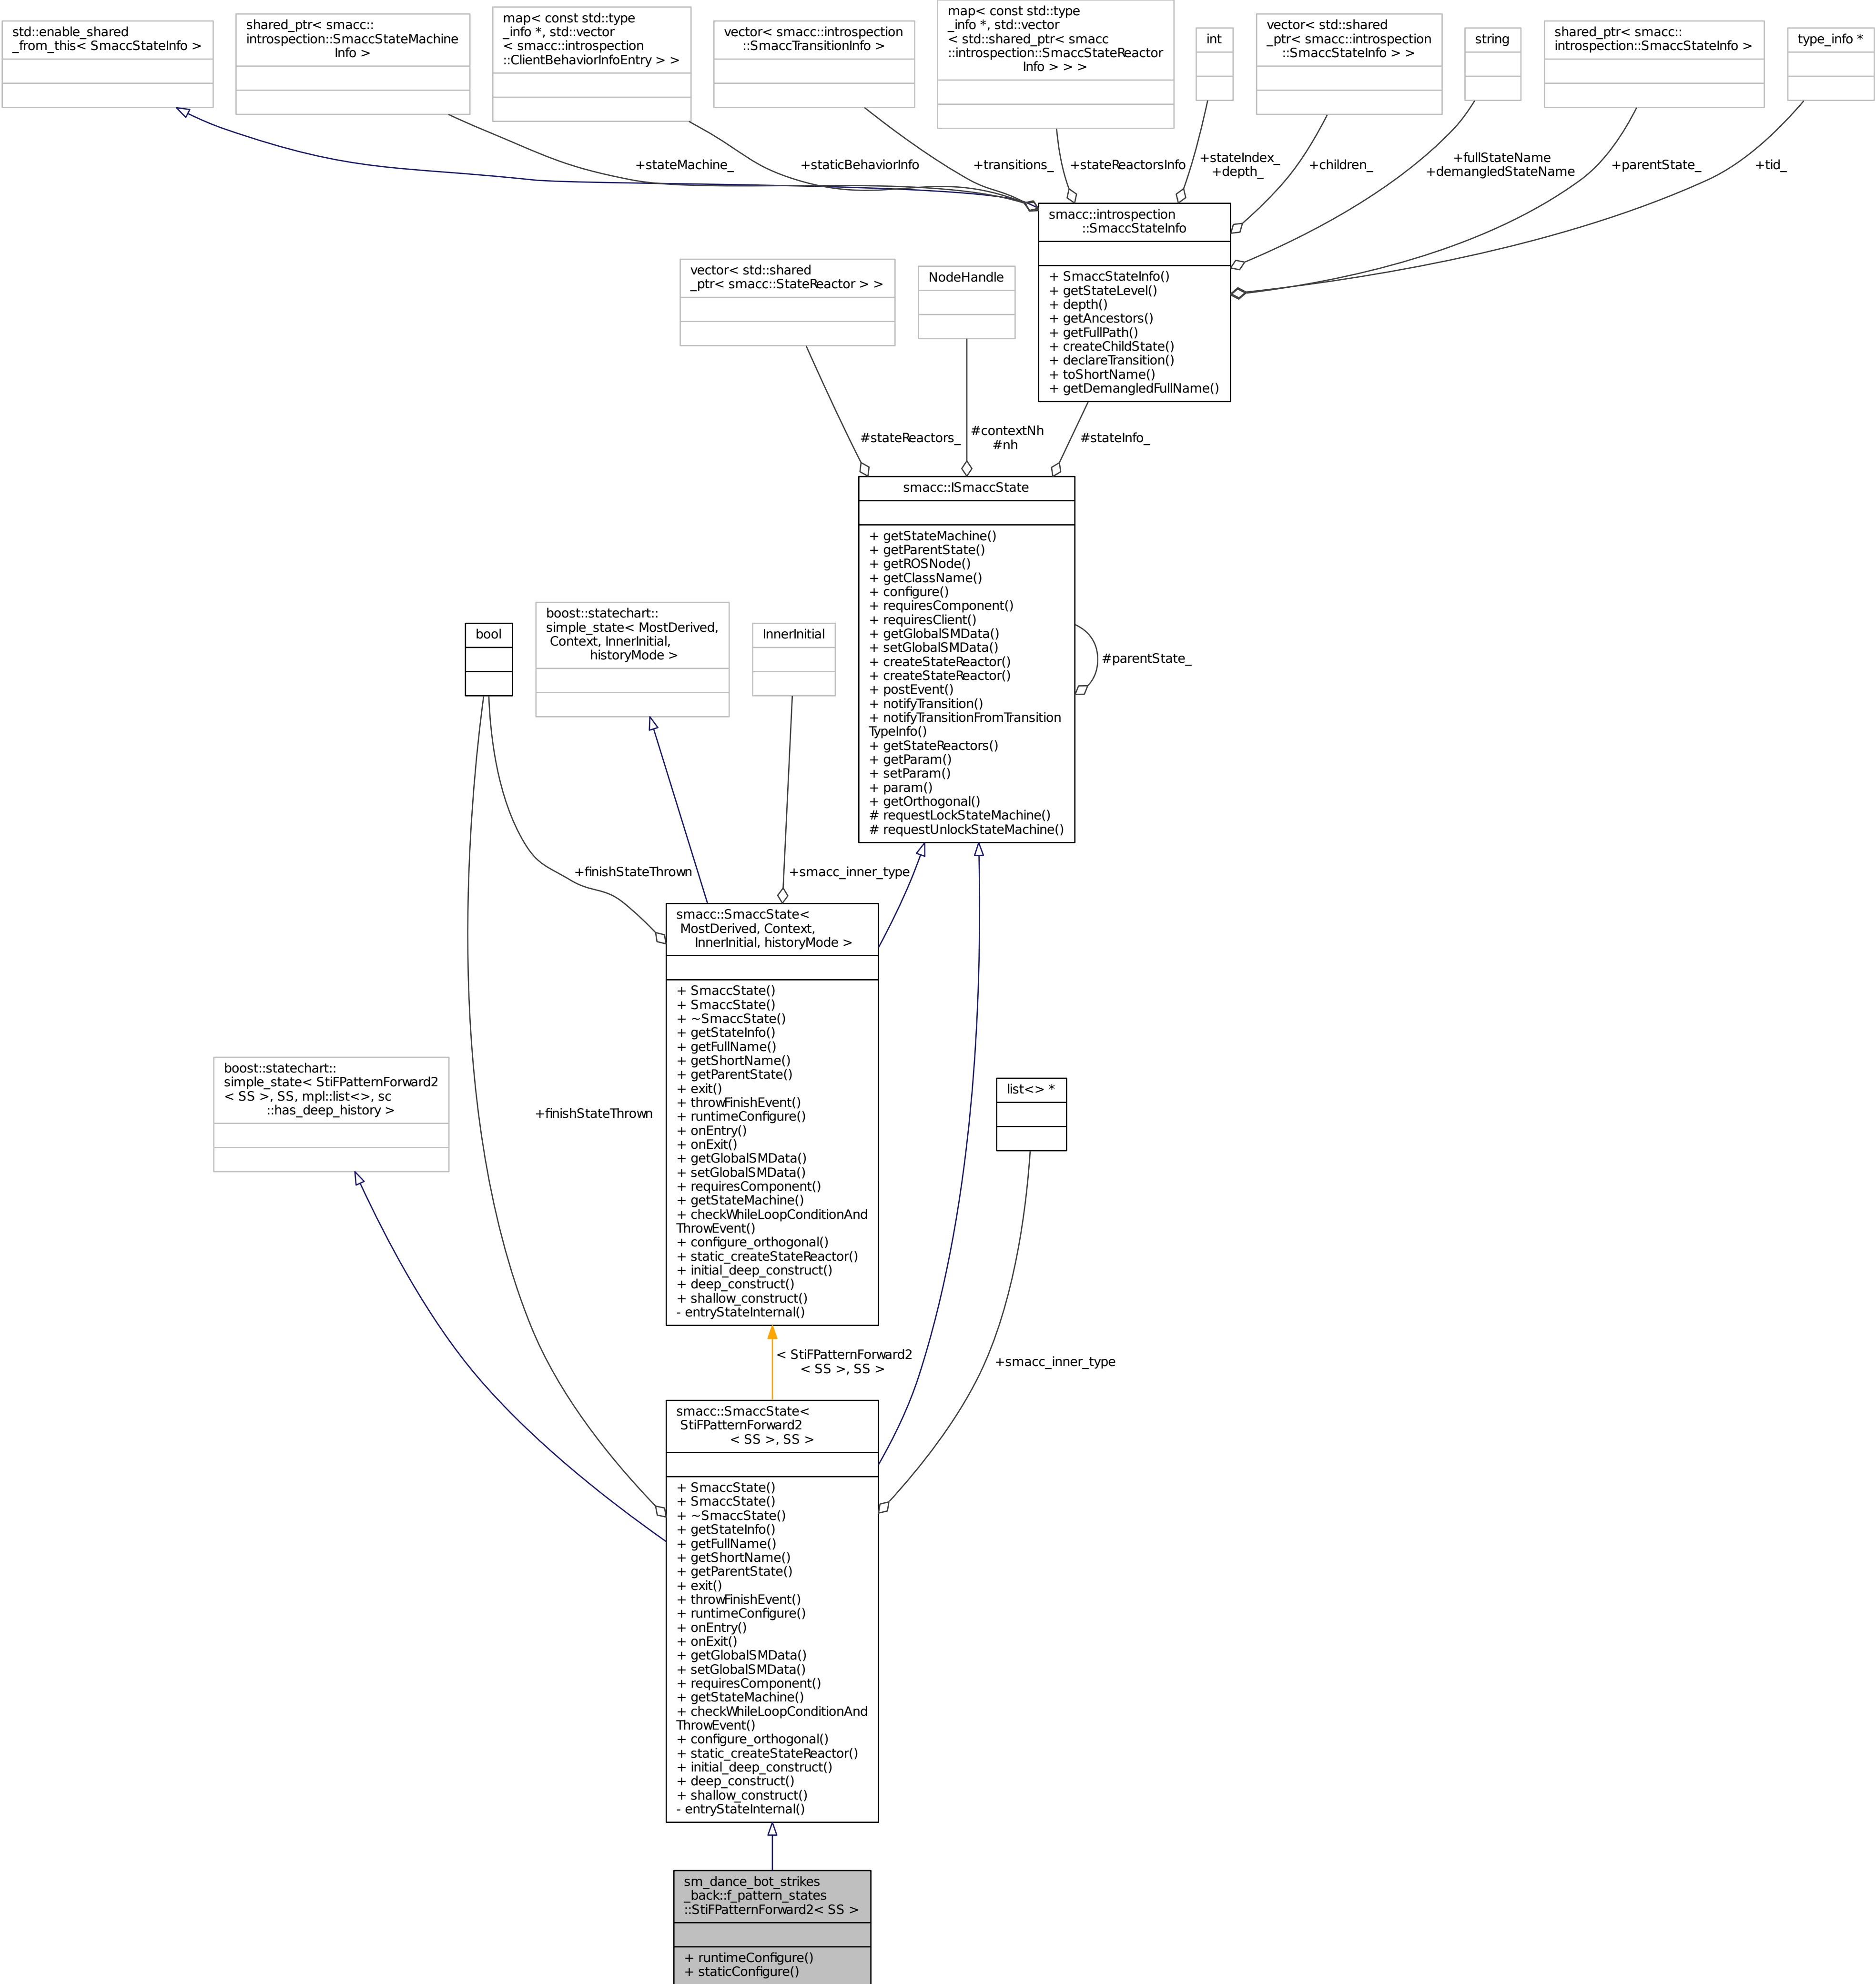 std::enable_shared
_from_this< SmaccStateInfo >
shared_ptr< smacc::
introspection::SmaccStateMachine
Info >
map< const std::type
_info *, std::vector
< smacc::introspection
::ClientBehaviorInfoEntry > >
vector< smacc::introspection
::SmaccTransitionInfo >
map< const std::type
_info *, std::vector
< std::shared_ptr< smacc
::introspection::SmaccStateReactor
Info > > >
int
vector< std::shared
_ptr< smacc::introspection
::SmaccStateInfo > >
string
shared_ptr< smacc::
introspection::SmaccStateInfo >
type_info *
+stateMachine_
+staticBehaviorInfo
+transitions_
+stateReactorsInfo
+stateIndex_
+depth_
+children_
+fullStateName
+demangledStateName
+parentState_
+tid_
smacc::introspection
::SmaccStateInfo
+ SmaccStateInfo()
+ getStateLevel()
+ depth()
+ getAncestors()
+ getFullPath()
+ createChildState()
+ declareTransition()
+ toShortName()
+ getDemangledFullName()
vector< std::shared
_ptr< smacc::StateReactor > >
NodeHandle
#stateReactors_
#contextNh
#nh
#stateInfo_
smacc::ISmaccState
+ getStateMachine()
+ getParentState()
+ getROSNode()
+ getClassName()
+ configure()
+ requiresComponent()
+ requiresClient()
+ getGlobalSMData()
+ setGlobalSMData()
+ createStateReactor()
+ createStateReactor()
+ postEvent()
+ notifyTransition()
+ notifyTransitionFromTransition
TypeInfo()
+ getStateReactors()
+ getParam()
+ setParam()
+ param()
+ getOrthogonal()
# requestLockStateMachine()
# requestUnlockStateMachine()
#parentState_
bool
boost::statechart::
simple_state< MostDerived,
Context, InnerInitial,
historyMode >
InnerInitial
+finishStateThrown
+smacc_inner_type
smacc::SmaccState<
MostDerived, Context,
InnerInitial, historyMode >
+ SmaccState()
+ SmaccState()
+ ~SmaccState()
+ getStateInfo()
+ getFullName()
+ getShortName()
+ getParentState()
+ exit()
+ throwFinishEvent()
+ runtimeConfigure()
+ onEntry()
+ onExit()
+ getGlobalSMData()
+ setGlobalSMData()
+ requiresComponent()
+ getStateMachine()
+ checkWhileLoopConditionAnd
ThrowEvent()
+ configure_orthogonal()
+ static_createStateReactor()
+ initial_deep_construct()
+ deep_construct()
+ shallow_construct()
- entryStateInternal()
boost::statechart::
simple_state< StiFPatternForward2
< SS >, SS, mpl::list<>, sc
::has_deep_history >
+finishStateThrown
list<> *
< StiFPatternForward2
< SS >, SS >
+smacc_inner_type
smacc::SmaccState<
StiFPatternForward2
< SS >, SS >
+ SmaccState()
+ SmaccState()
+ ~SmaccState()
+ getStateInfo()
+ getFullName()
+ getShortName()
+ getParentState()
+ exit()
+ throwFinishEvent()
+ runtimeConfigure()
+ onEntry()
+ onExit()
+ getGlobalSMData()
+ setGlobalSMData()
+ requiresComponent()
+ getStateMachine()
+ checkWhileLoopConditionAnd
ThrowEvent()
+ configure_orthogonal()
+ static_createStateReactor()
+ initial_deep_construct()
+ deep_construct()
+ shallow_construct()
- entryStateInternal()
sm_dance_bot_strikes
_back::f_pattern_states
::StiFPatternForward2< SS >
+ runtimeConfigure()
+ staticConfigure()